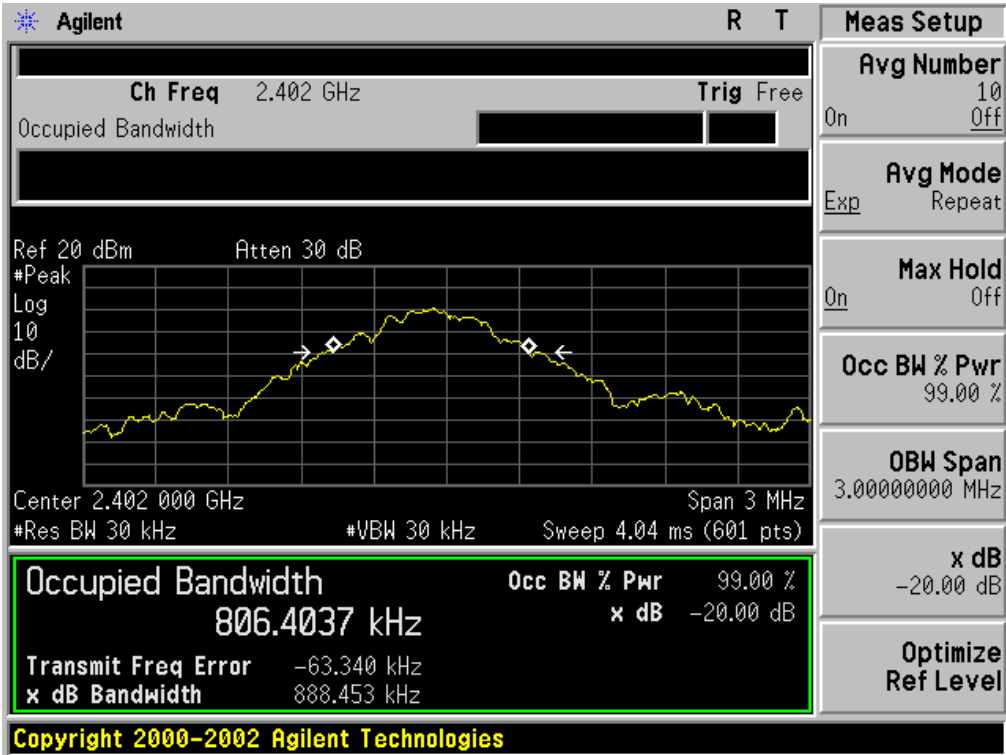 Agilent R T
Ch Freq 2.402 GHz Trig Free
Occupied Bandwidth
Ref 20 dBm Atten 30 dB
#Peak
Log
10
dB/
Center 2.402 000 GHz Span 3 MHz
#Res BW 30 kHz #VBW 30 kHz Sweep 4.04 ms (601 pts)
Occupied Bandwidth
806.4037 kHz
Occ BW % Pwr 99.00 %
x dB -20.00 dB
Transmit Freq Error -63.340 kHz
x dB Bandwidth 888.453 kHz
Copyright 2000-2002 Agilent Technologies
Meas Setup
Avg Number
10
On Off
Avg Mode
Exp Repeat
Max Hold
On Off
Occ BW % Pwr
99.00 %
OBW Span
3.00000000 MHz
x dB
-20.00 dB
Optimize
Ref Level